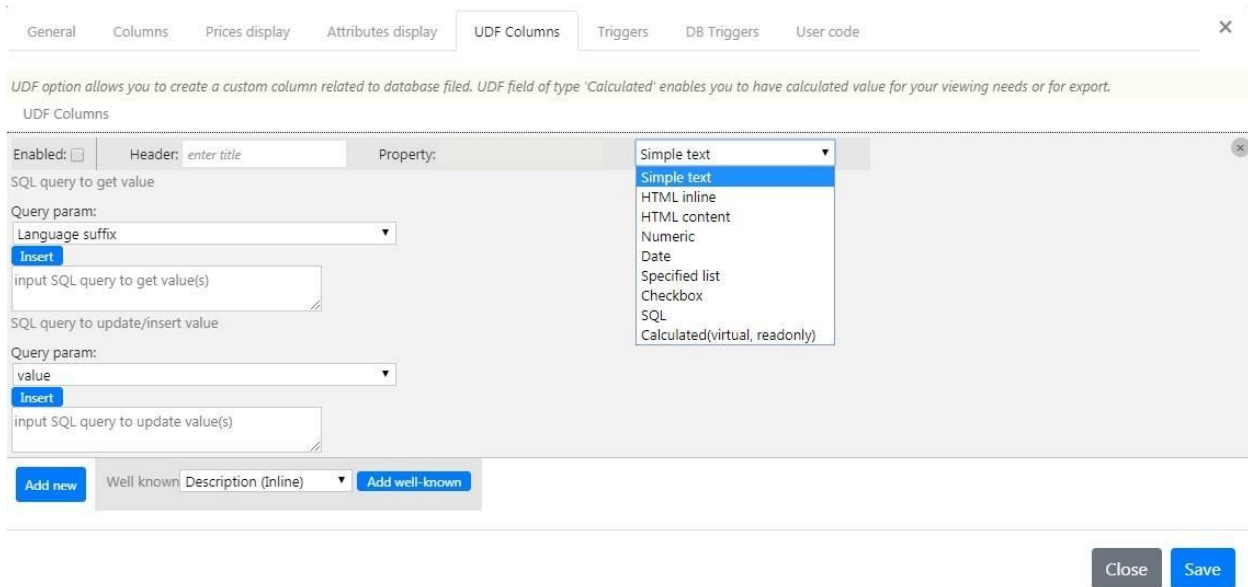 General Columns Prices display Attributes display UDF Columns Triggers DB Triggers User code ×
UDF option allows you to create a custom column related to database filed. UDF field of type 'Calculated' enables you to have calculated value for your viewing needs or for export.
UDF Columns
Enabled: Header: enter title Property: Simple text
SQL query to get value
Simple text
HTML inline
HTML content
Numeric
Date
Specified list
Checkbox
SQL
Calculated(virtual, readonly)
Query param:
Language suffix
Insert
input SQL query to get value(s)
SQL query to update/insert value
Query param:
value
Insert
input SQL query to update value(s)
Add new Well known Description (Inline) Add well-known
Close Save